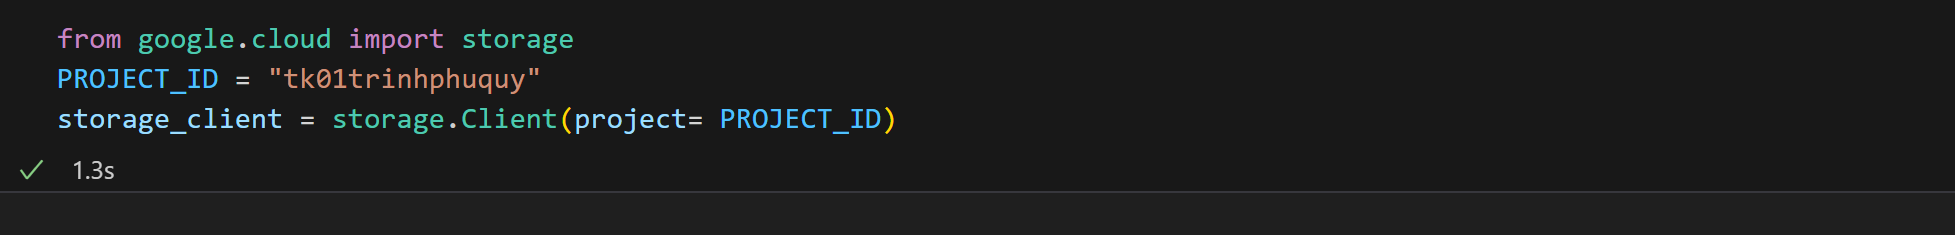 from google.cloud import storage
PROJECT_ID = "tk01trinhphuquy"
storage_client = storage.Client(project= PROJECT_ID)
1.3s